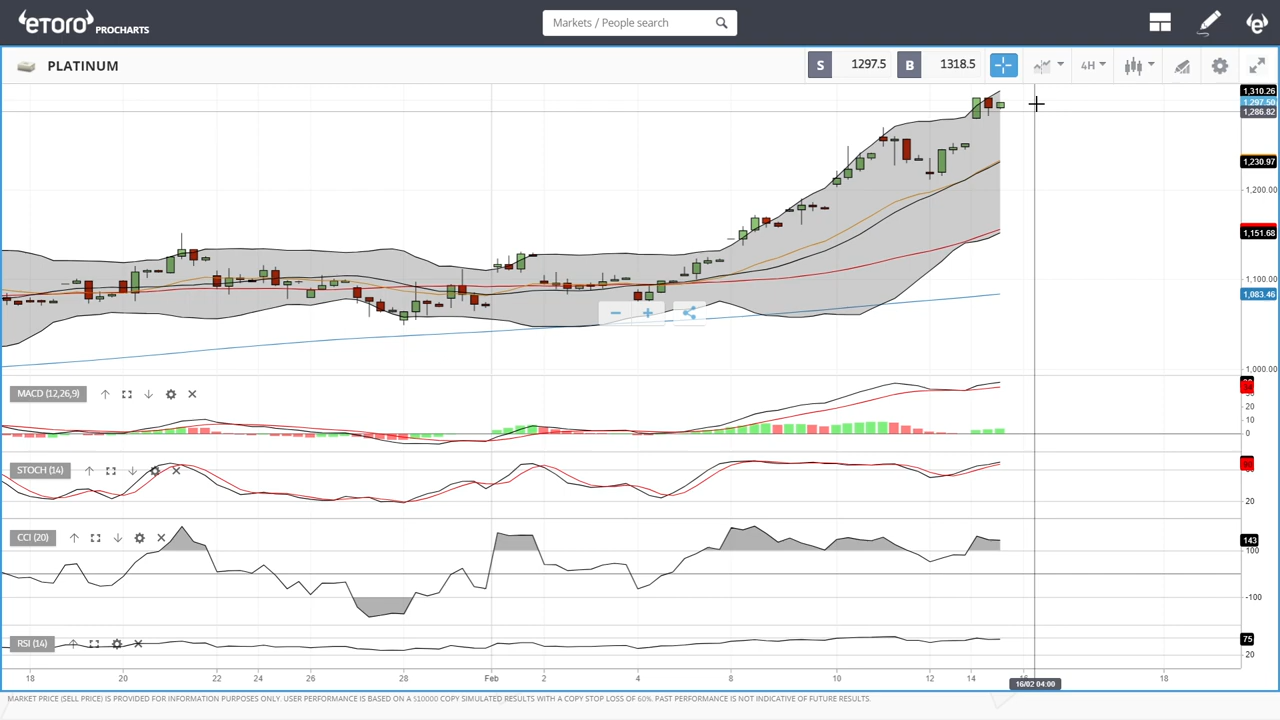 eToro PROCHARTS
Markets / People search
PLATINUM
S 1297.5 B 1318.5
4H
1,310.26
1,297.50
1,286.82
1,230.97
1,200.00
1,151.68
1,100.00
1,083.46
1,000.00
MACD (12,26,9)
20
10
0
STOCH (14)
20
CCI (20)
143
100
-100
RSI (14)
75
20
18 20 22 24 26 28 Feb 2 4 6 8 10 12 14 18
16/02 04:00
MARKET PRICE (SELL PRICE) IS PROVIDED FOR INFORMATION PURPOSES ONLY. USER PERFORMANCE IS BASED ON A $10000 COPY SIMULATED RESULTS WITH A COPY STOP LOSS OF 60%. PAST PERFORMANCE IS NOT INDICATIVE OF FUTURE RESULTS.